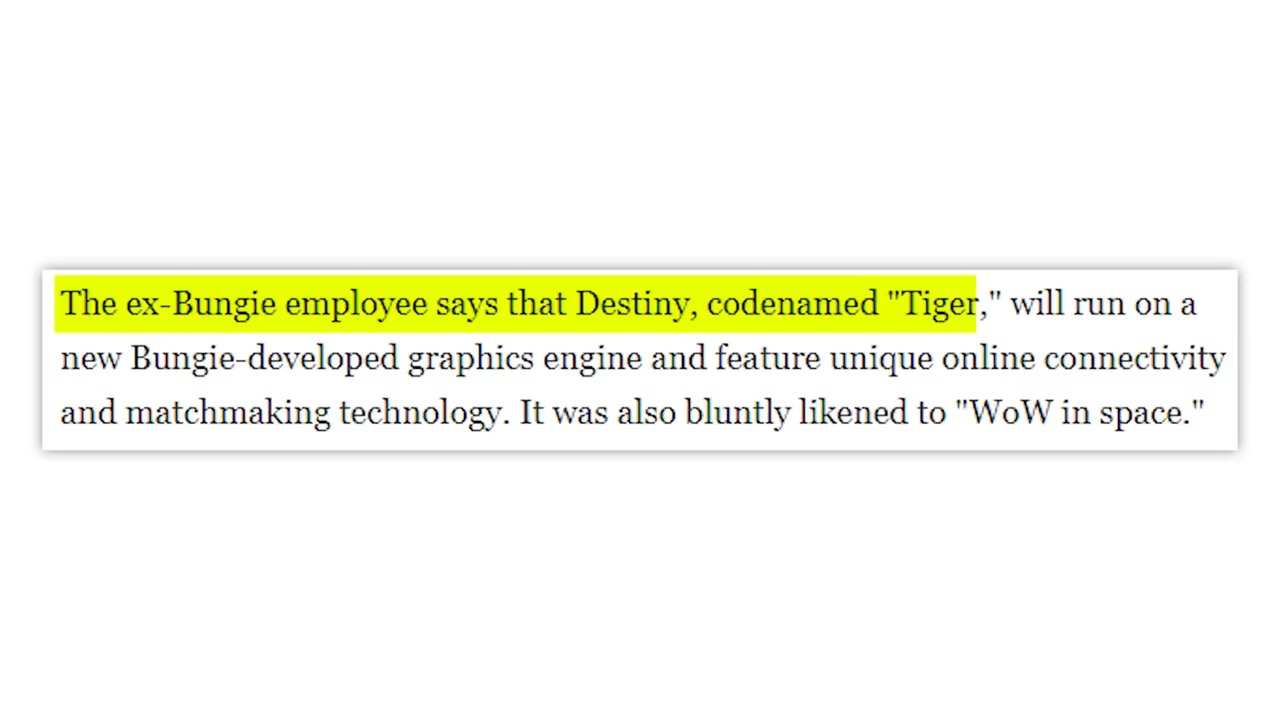 The ex-Bungie employee says that Destiny, codenamed "Tiger," will run on a
new Bungie-developed graphics engine and feature unique online connectivity
and matchmaking technology. It was also bluntly likened to "WoW in space."